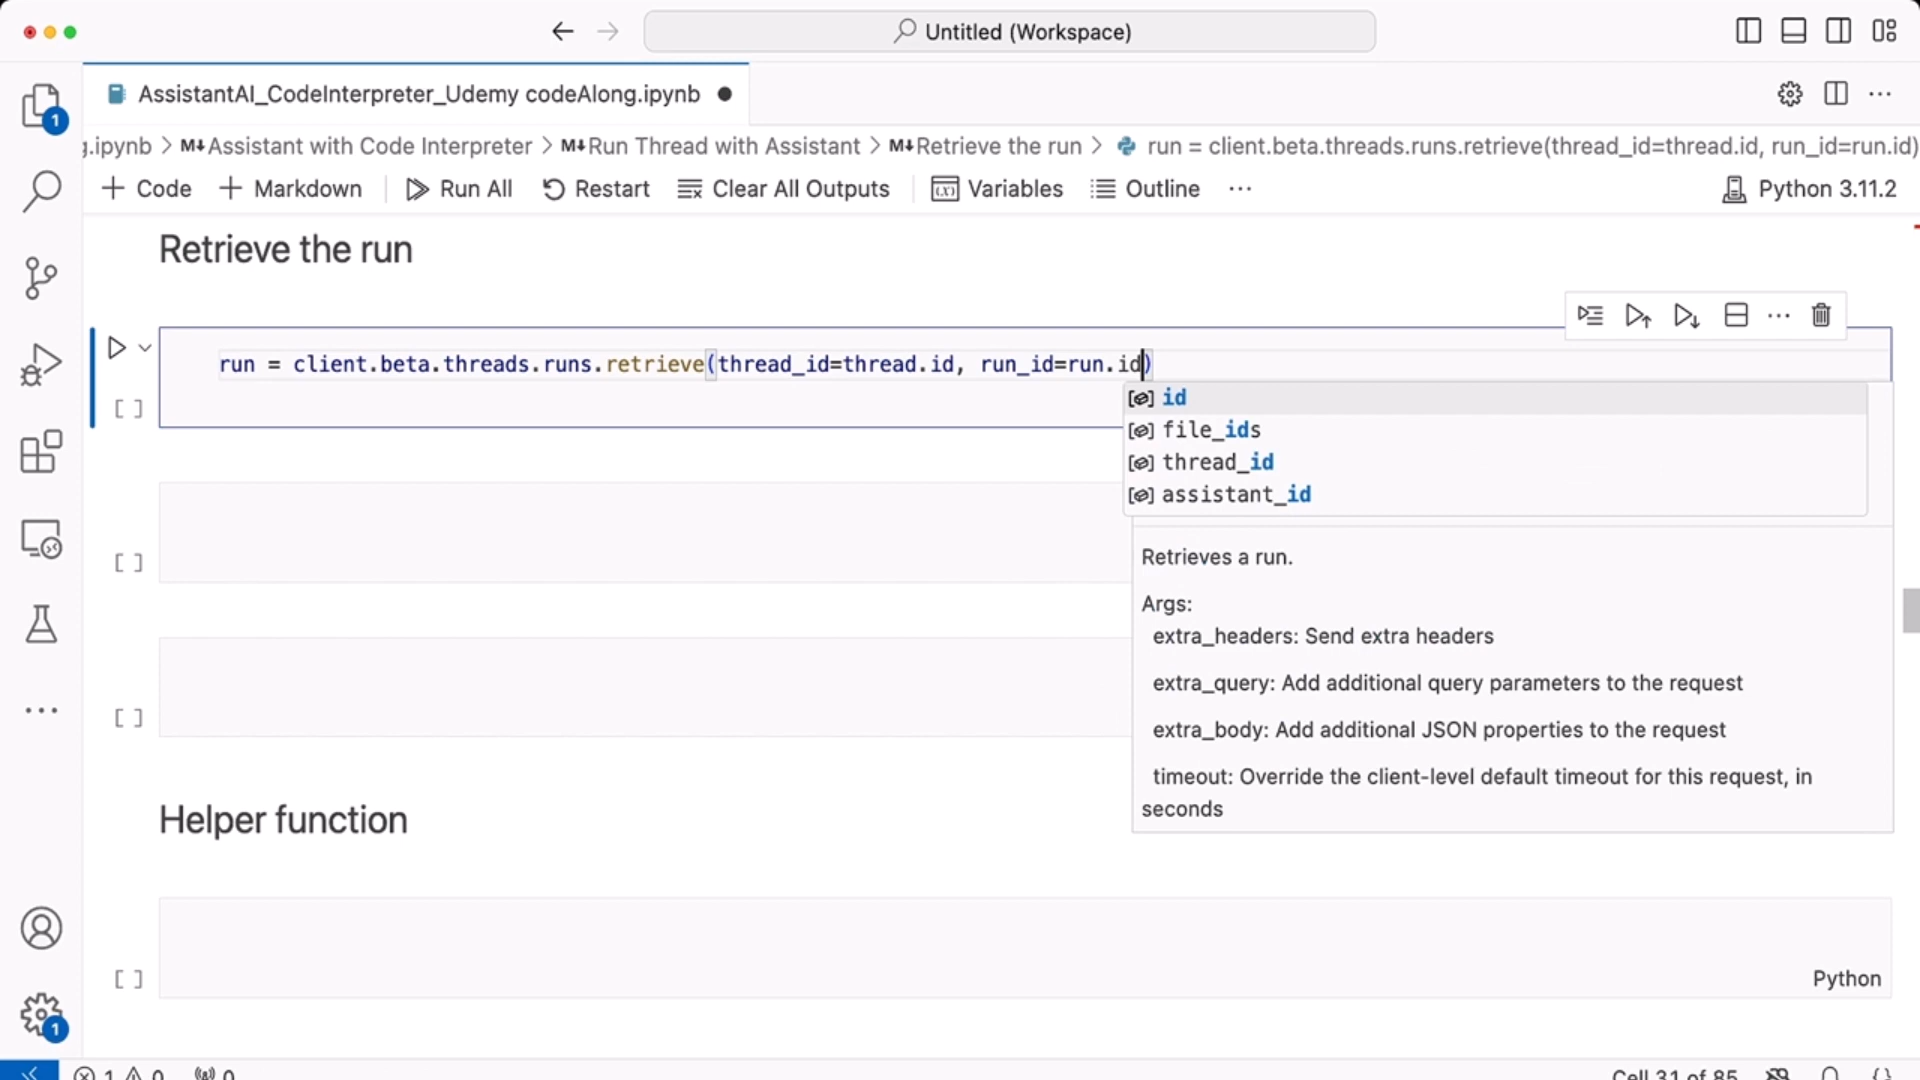 Untitled (Workspace)
AssistantAI_CodeInterpreter_Udemy codeAlong.ipynb
g.ipynb > M↓Assistant with Code Interpreter > M↓Run Thread with Assistant > M↓Retrieve the run > run = client.beta.threads.runs.retrieve(thread_id=thread.id, run_id=run.id)
+ Code + Markdown Run All Restart Clear All Outputs Variables Outline ... Python 3.11.2
Retrieve the run
run = client.beta.threads.runs.retrieve(thread_id=thread.id, run_id=run.id)
[ ]
id
file_ids
thread_id
assistant_id
[ ]
Retrieves a run.
Args:
extra_headers: Send extra headers
extra_query: Add additional query parameters to the request
[ ]
extra_body: Add additional JSON properties to the request
timeout: Override the client-level default timeout for this request, in
seconds
Helper function
[ ]
Python
1
1
1 0 0
Cell 31 of 85